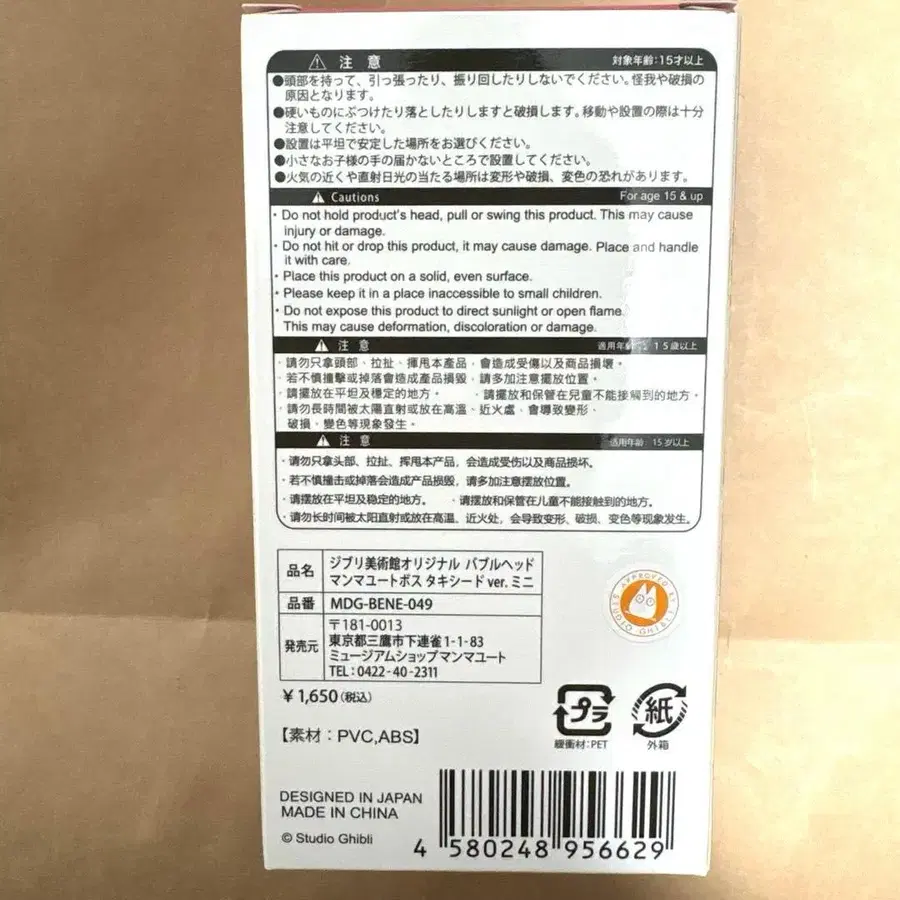 注 意 対象年齢:15才以上
●頭部を持って、引っ張ったり、振り回したりしないでください。怪我や破損の
原因となります。
●硬いものにぶつけたり落としたりしますと破損します。移動や設置の際は十分
注意してください。
●設置は平坦で安定した場所をお選びください。
●小さなお子様の手の届かないところで設置してください。
●火気の近くや直射日光の当たる場所は変形や破損、変色の恐れがあります。
Cautions For age 15 & up
・Do not hold product's head, pull or swing this product. This may cause
injury or damage.
・Do not hit or drop this product, it may cause damage. Place and handle
it with care.
・Place this product on a solid, even surface.
・Please keep it in a place inaccessible to small children.
・Do not expose this product to direct sunlight or open flame.
This may cause deformation, discoloration or damage.
注 意 適用年齡 15歲以上
・請勿只拿頭部、拉扯、揮甩本產品，會造成受傷以及商品損壞。
・若不慎撞擊或掉落會造成產品損毀，請多加注意擺放位置。
・請擺放在平坦及穩定的地方。 ・請擺放和保管在兒童不能接觸到的地方。
・請勿長時間被太陽直射或放在高溫、近火處，會導致變形、
破損、變色等現象發生。
注 意 适用年龄 15岁以上
・请勿只拿头部、拉扯、挥甩本产品，会造成受伤以及商品损坏。
・若不慎撞击或掉落会造成产品损毁，请多加注意摆放位置。
・请摆放在平坦及稳定的地方。 ・请摆放和保管在儿童不能接触到的地方。
・请勿长时间被太阳直射或放在高温、近火处，会导致变形、破损、变色等现象发生。
品名 ジブリ美術館オリジナル バブルヘッド
マンマユートボス タキシード ver. ミニ
品番 MDG-BENE-049
発売元 〒181-0013
東京都三鷹市下連雀1-1-83
ミュージアムショップマンマユート
TEL:0422-40-2311
APPROVED BY STUDIO GHIBLI
¥1,650(税込)
プラ
紙
緩衝材:PET
外箱
【素材：PVC,ABS】
DESIGNED IN JAPAN
MADE IN CHINA
© Studio Ghibli
4 580248 956629